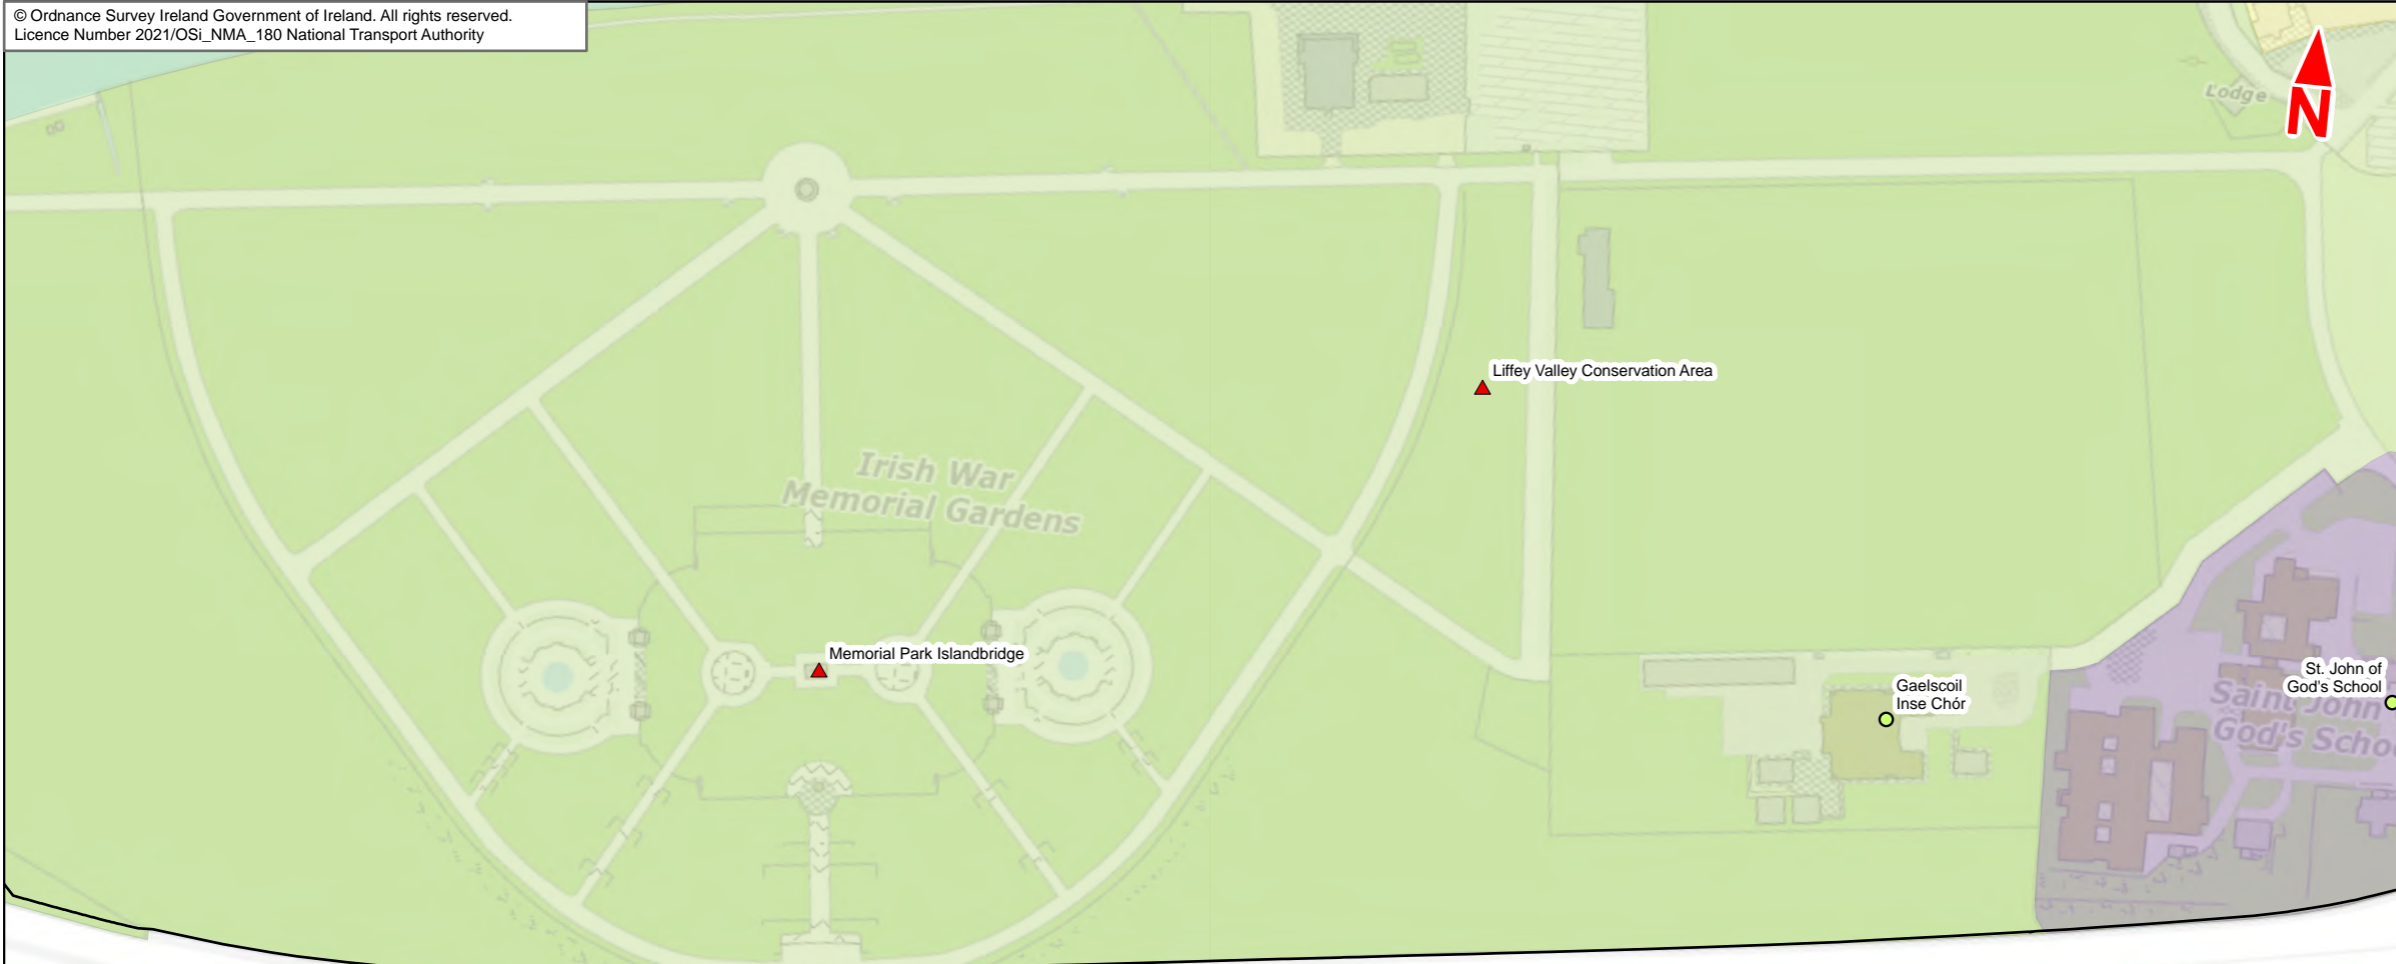 © Ordnance Survey Ireland Government of Ireland. All rights reserved.
Licence Number 2021/OSi_NMA_180 National Transport Authority
Lodge
N
Liffey Valley Conservation Area
Irish War
Memorial Gardens
Memorial Park Islandbridge
Gaelscoil
Inse Chór
St. John of
God's School
Saint John
God's Schoo